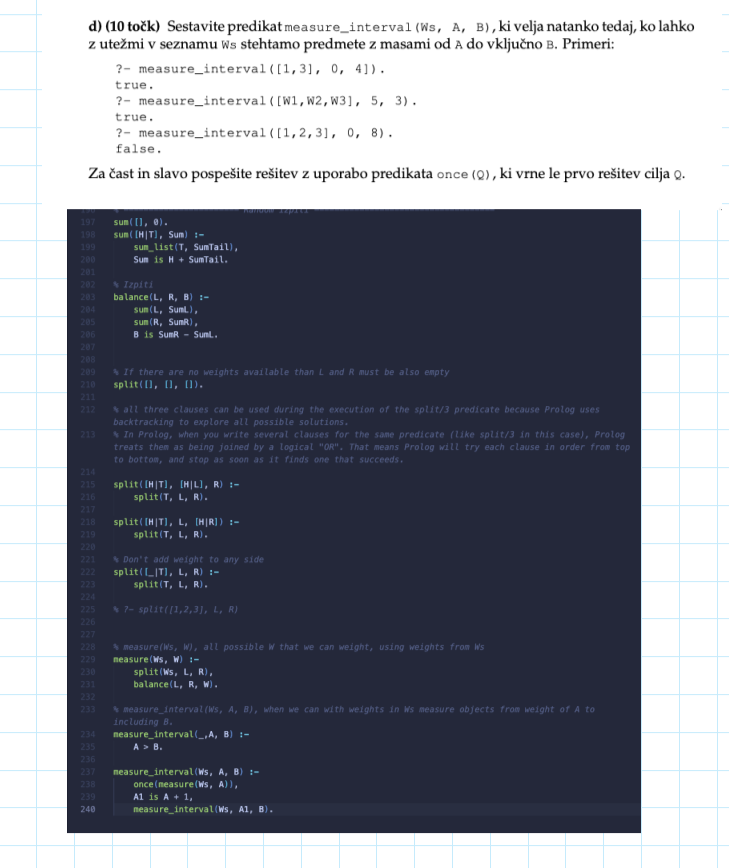 d) (10 točk) Sestavite predikat measure_interval(Ws, A, B), ki velja natanko tedaj, ko lahko
z utežmi v seznamu Ws stehtamo predmete z masami od A do vključno B. Primeri:
?- measure_interval([1,3], 0, 4]).
true.
?- measure_interval([W1,W2,W3], 5, 3).
true.
?- measure_interval([1,2,3], 0, 8).
false.
Za čast in slavo pospešite rešitev z uporabo predikata once(Q), ki vrne le prvo rešitev cilja Q.
197 sum([], 0).
198 sum([H|T], Sum) :-
199 sum_list(T, SumTail),
200 Sum is H + SumTail.
201
202 % Izpiti
203 balance(L, R, B) :-
204 sum(L, SumL),
205 sum(R, SumR),
206 B is SumR - SumL.
207
208
209 % If there are no weights available than L and R must be also empty
210 split([], [], []).
211
212 % all three clauses can be used during the execution of the split/3 predicate because Prolog uses
backtracking to explore all possible solutions.
213 % In Prolog, when you write several clauses for the same predicate (like split/3 in this case), Prolog
treats them as being joined by a logical "OR". That means Prolog will try each clause in order from top
to bottom, and stop as soon as it finds one that succeeds.
214
215 split([H|T], [H|L], R) :-
216 split(T, L, R).
217
218 split([H|T], L, [H|R]) :-
219 split(T, L, R).
220
221 % Don't add weight to any side
222 split([_|T], L, R) :-
223 split(T, L, R).
224
225 % ?- split([1,2,3], L, R)
226
227
228 % measure(Ws, W), all possible W that we can weight, using weights from Ws
229 measure(Ws, W) :-
230 split(Ws, L, R),
231 balance(L, R, W).
232
233 % measure_interval(Ws, A, B), when we can with weights in Ws measure objects from weight of A to
including B.
234 measure_interval(_,A, B) :-
235 A > B.
236
237 measure_interval(Ws, A, B) :-
238 once(measure(Ws, A)),
239 A1 is A + 1,
240 measure_interval(Ws, A1, B).